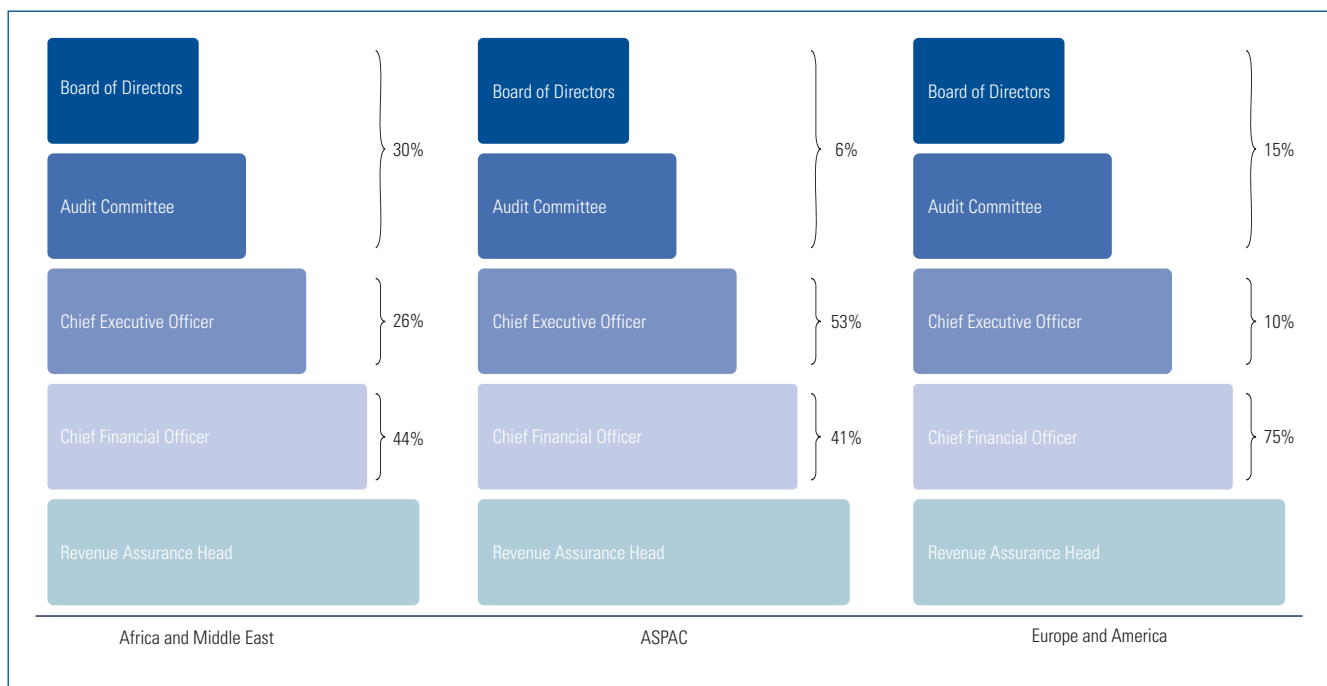 Board of Directors
Audit Committee
30%
Chief Executive Officer
26%
Chief Financial Officer
44%
Revenue Assurance Head
Africa and Middle East
Board of Directors
Audit Committee
6%
Chief Executive Officer
53%
Chief Financial Officer
41%
Revenue Assurance Head
ASPAC
Board of Directors
Audit Committee
15%
Chief Executive Officer
10%
Chief Financial Officer
75%
Revenue Assurance Head
Europe and America